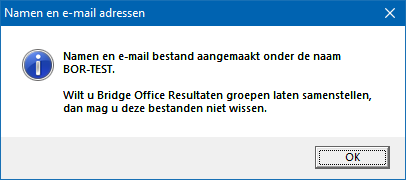 Namen en e-mail adressen
Namen en e-mail bestand aangemaakt onder de naam
BOR-TEST.
Wilt u Bridge Office Resultaten groepen laten samenstellen,
dan mag u deze bestanden niet wissen.
OK